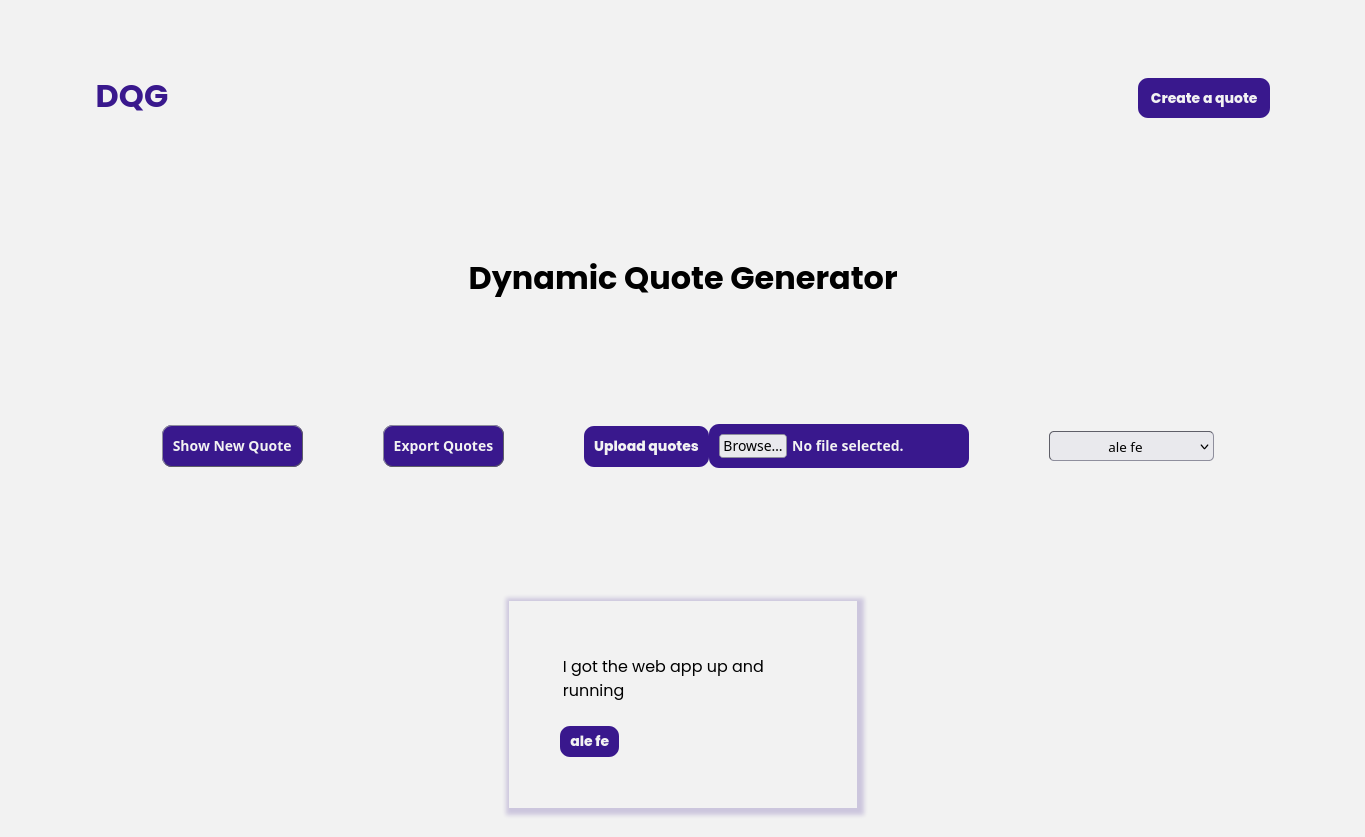 DQG
Create a quote
Dynamic Quote Generator
Show New Quote
Export Quotes
Upload quotes
Browse... No file selected.
ale fe
I got the web app up and
running
ale fe